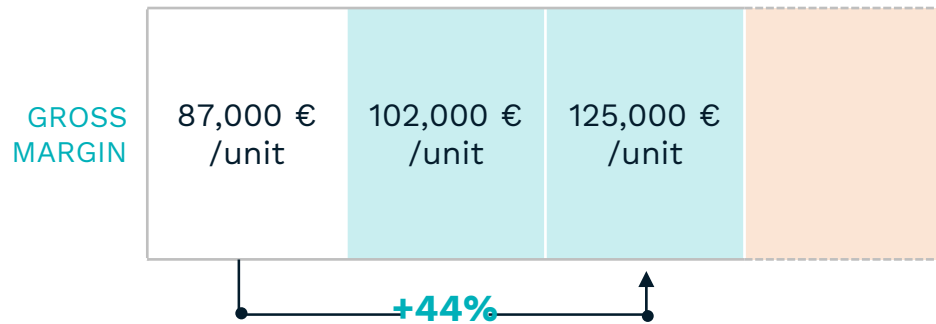 GROSS
MARGIN
87,000 €
/unit
102,000 €
/unit
125,000 €
/unit
+44%